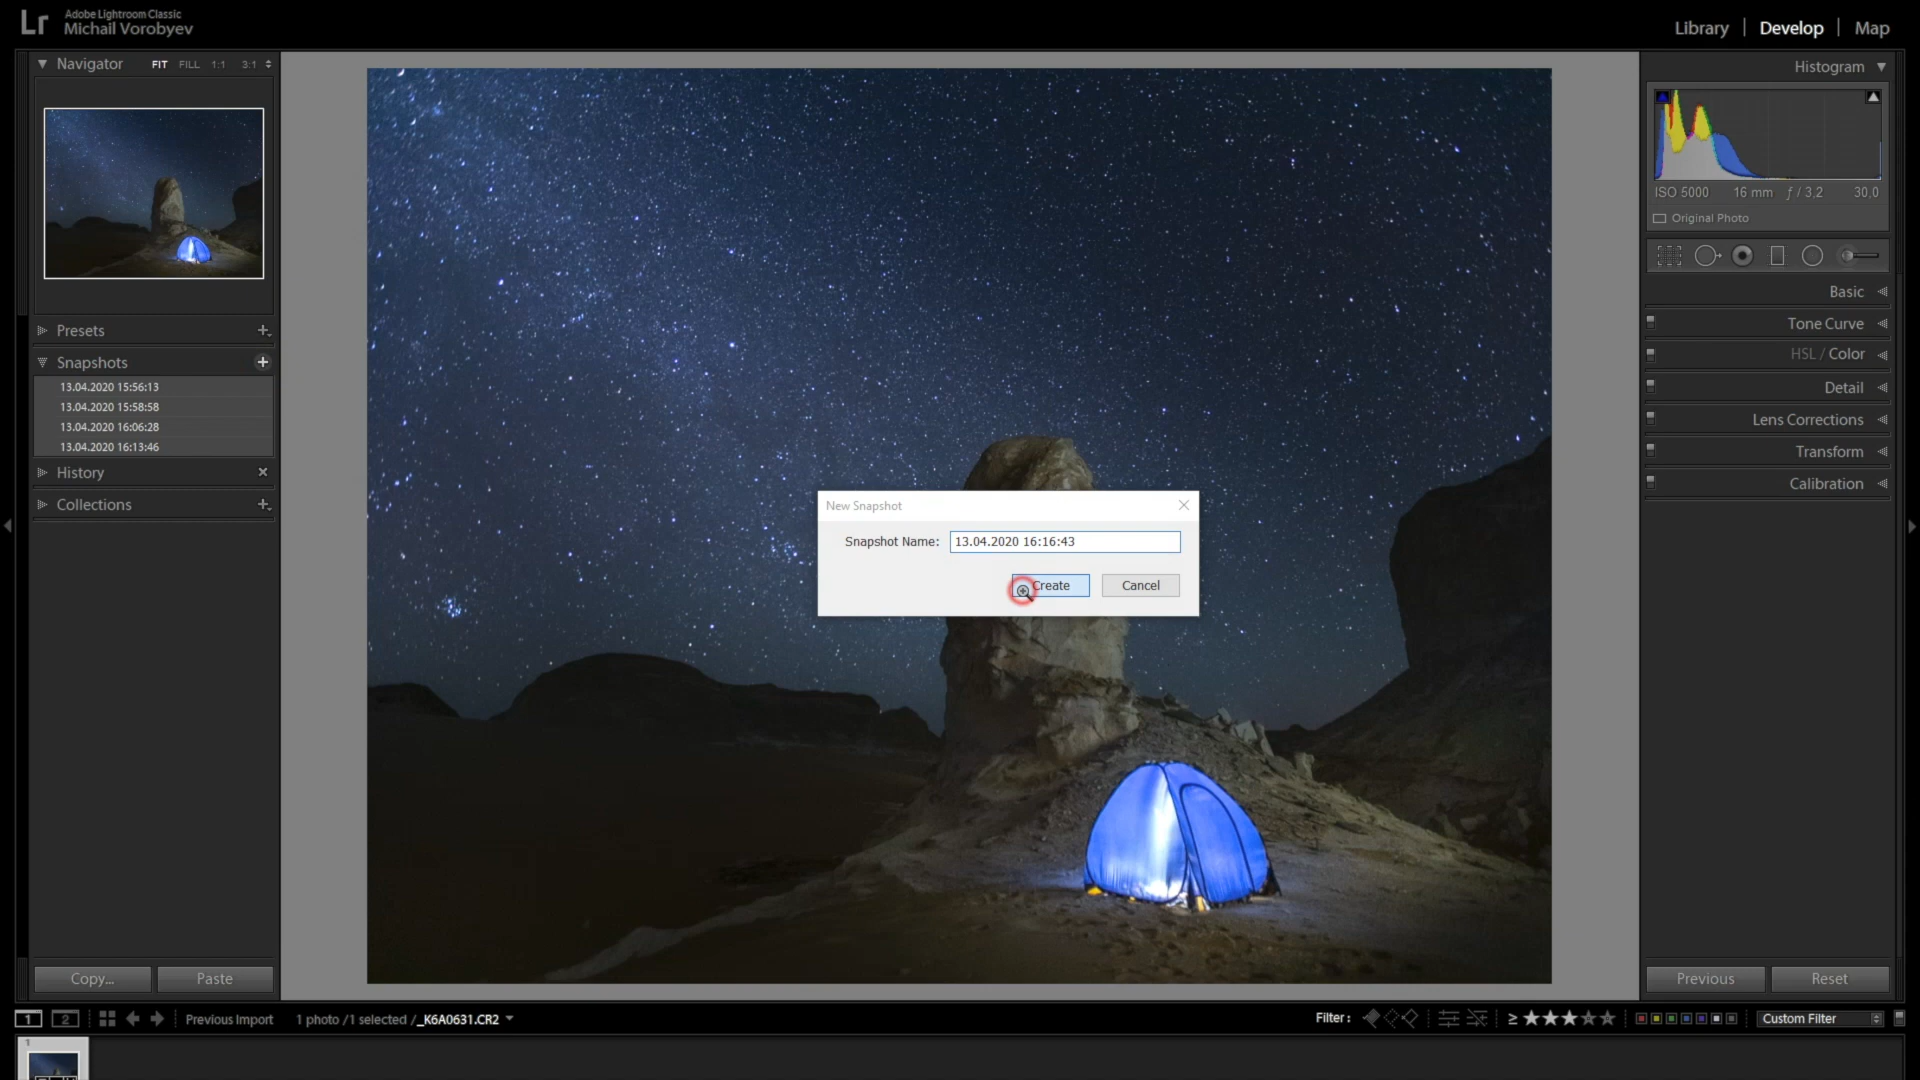 Lr
Adobe Lightroom Classic
Michail Vorobyev
Library | Develop | Map
Navigator FIT FILL 1:1 3:1
Presets
Snapshots
13.04.2020 15:56:13
13.04.2020 15:58:58
13.04.2020 16:06:28
13.04.2020 16:13:46
History
Collections
Copy... Paste
New Snapshot
Snapshot Name: 13.04.2020 16:16:43
Create Cancel
Histogram
ISO 5000 16 mm ƒ / 3,2 30,0
Original Photo
Basic
Tone Curve
HSL / Color
Detail
Lens Corrections
Transform
Calibration
Previous Reset
1 2 Previous Import 1 photo /1 selected /_K6A0631.CR2 Filter: ≥ ★★★ Custom Filter
1